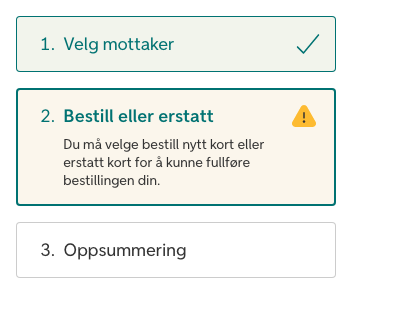 1. Velg mottaker
2. Bestill eller erstatt
Du må velge bestill nytt kort eller
erstatt kort for å kunne fullføre
bestillingen din.
3. Oppsummering